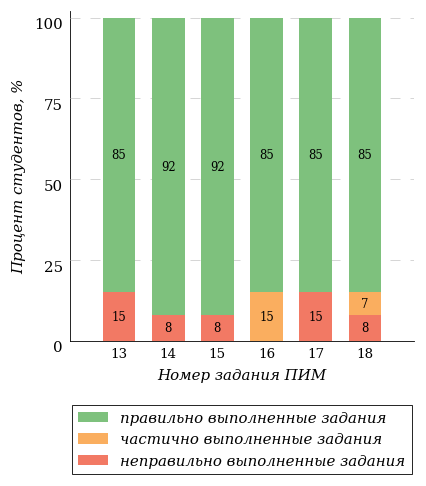 Процент студентов, %
100
75
50
25
0
85 92 92 85 85 85
15 8 8 15 15 7
8
13 14 15 16 17 18
Номер задания ПИМ
правильно выполненные задания
частично выполненные задания
неправильно выполненные задания